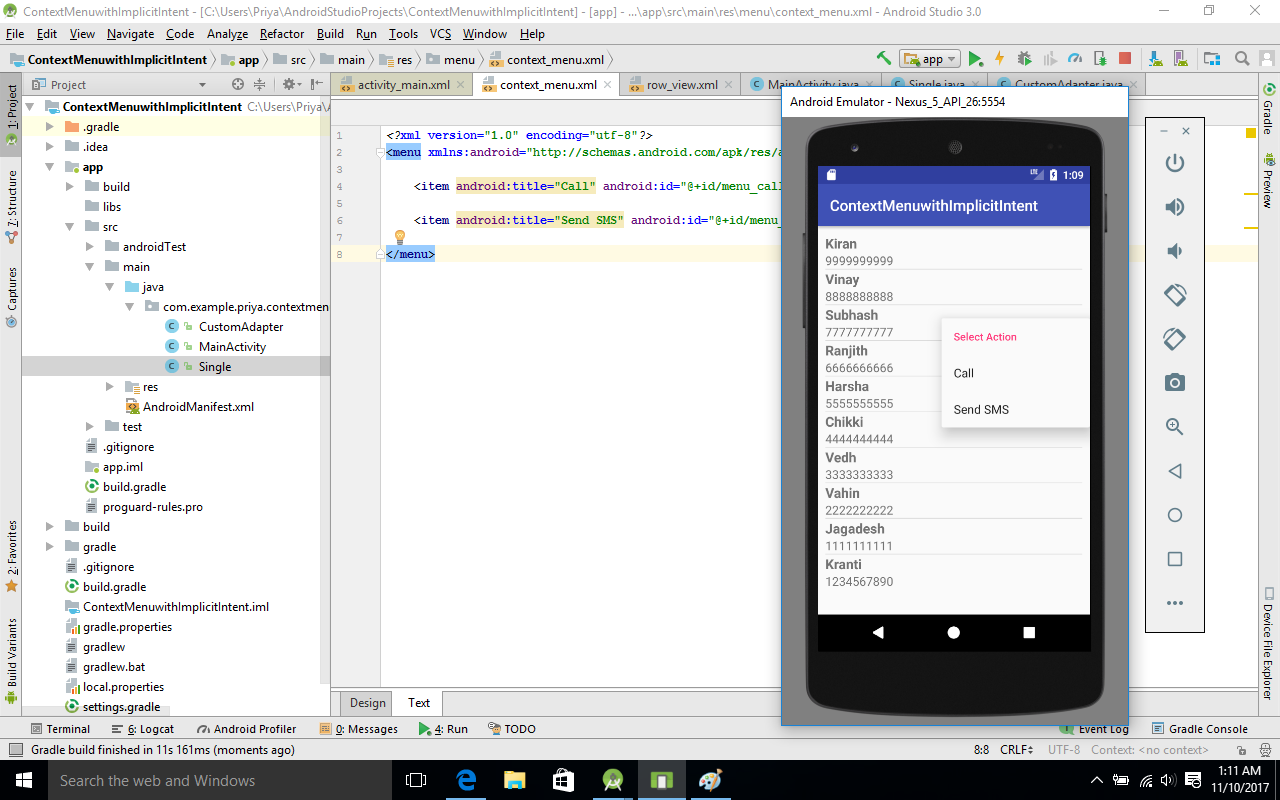 ContextMenuwithImplicitIntent - [C:\Users\Priya\AndroidStudioProjects\ContextMenuwithImplicitIntent] - [app] - ...\app\src\main\res\menu\context_menu.xml - Android Studio 3.0
File Edit View Navigate Code Analyze Refactor Build Run Tools VCS Window Help
ContextMenuwithImplicitIntent app src main res menu context_menu.xml
app
Project
activity_main.xml context_menu.xml row_view.xml MainActivity.java Single.java CustomAdapter.java
1: Project
7: Structure
Captures
2: Favorites
Build Variants
ContextMenuwithImplicitIntent C:\Users\Priya\A
.gradle
.idea
app
build
libs
src
androidTest
main
java
com.example.priya.contextmen
CustomAdapter
MainActivity
Single
res
AndroidManifest.xml
test
.gitignore
app.iml
build.gradle
proguard-rules.pro
build
gradle
.gitignore
build.gradle
ContextMenuwithImplicitIntent.iml
gradle.properties
gradlew
gradlew.bat
local.properties
settings.gradle
1 <?xml version="1.0" encoding="utf-8"?>
2 <menu xmlns:android="http://schemas.android.com/apk/res/a
3
4 <item android:title="Call" android:id="@+id/menu_call
5
6 <item android:title="Send SMS" android:id="@+id/menu_
7
8 </menu>
Design Text
Android Emulator - Nexus_5_API_26:5554
LTE 1:09
ContextMenuwithImplicitIntent
Kiran
9999999999
Vinay
8888888888
Subhash
7777777777
Ranjith
6666666666
Harsha
5555555555
Chikki
4444444444
Vedh
3333333333
Vahin
2222222222
Jagadesh
1111111111
Kranti
1234567890
Select Action
Call
Send SMS
Gradle
Preview
Device File Explorer
Terminal 6: Logcat Android Profiler 0: Messages 4: Run TODO Event Log Gradle Console
Gradle build finished in 11s 161ms (moments ago) 8:8 CRLF UTF-8 Context: <no context>
Search the web and Windows
1:11 AM
11/10/2017